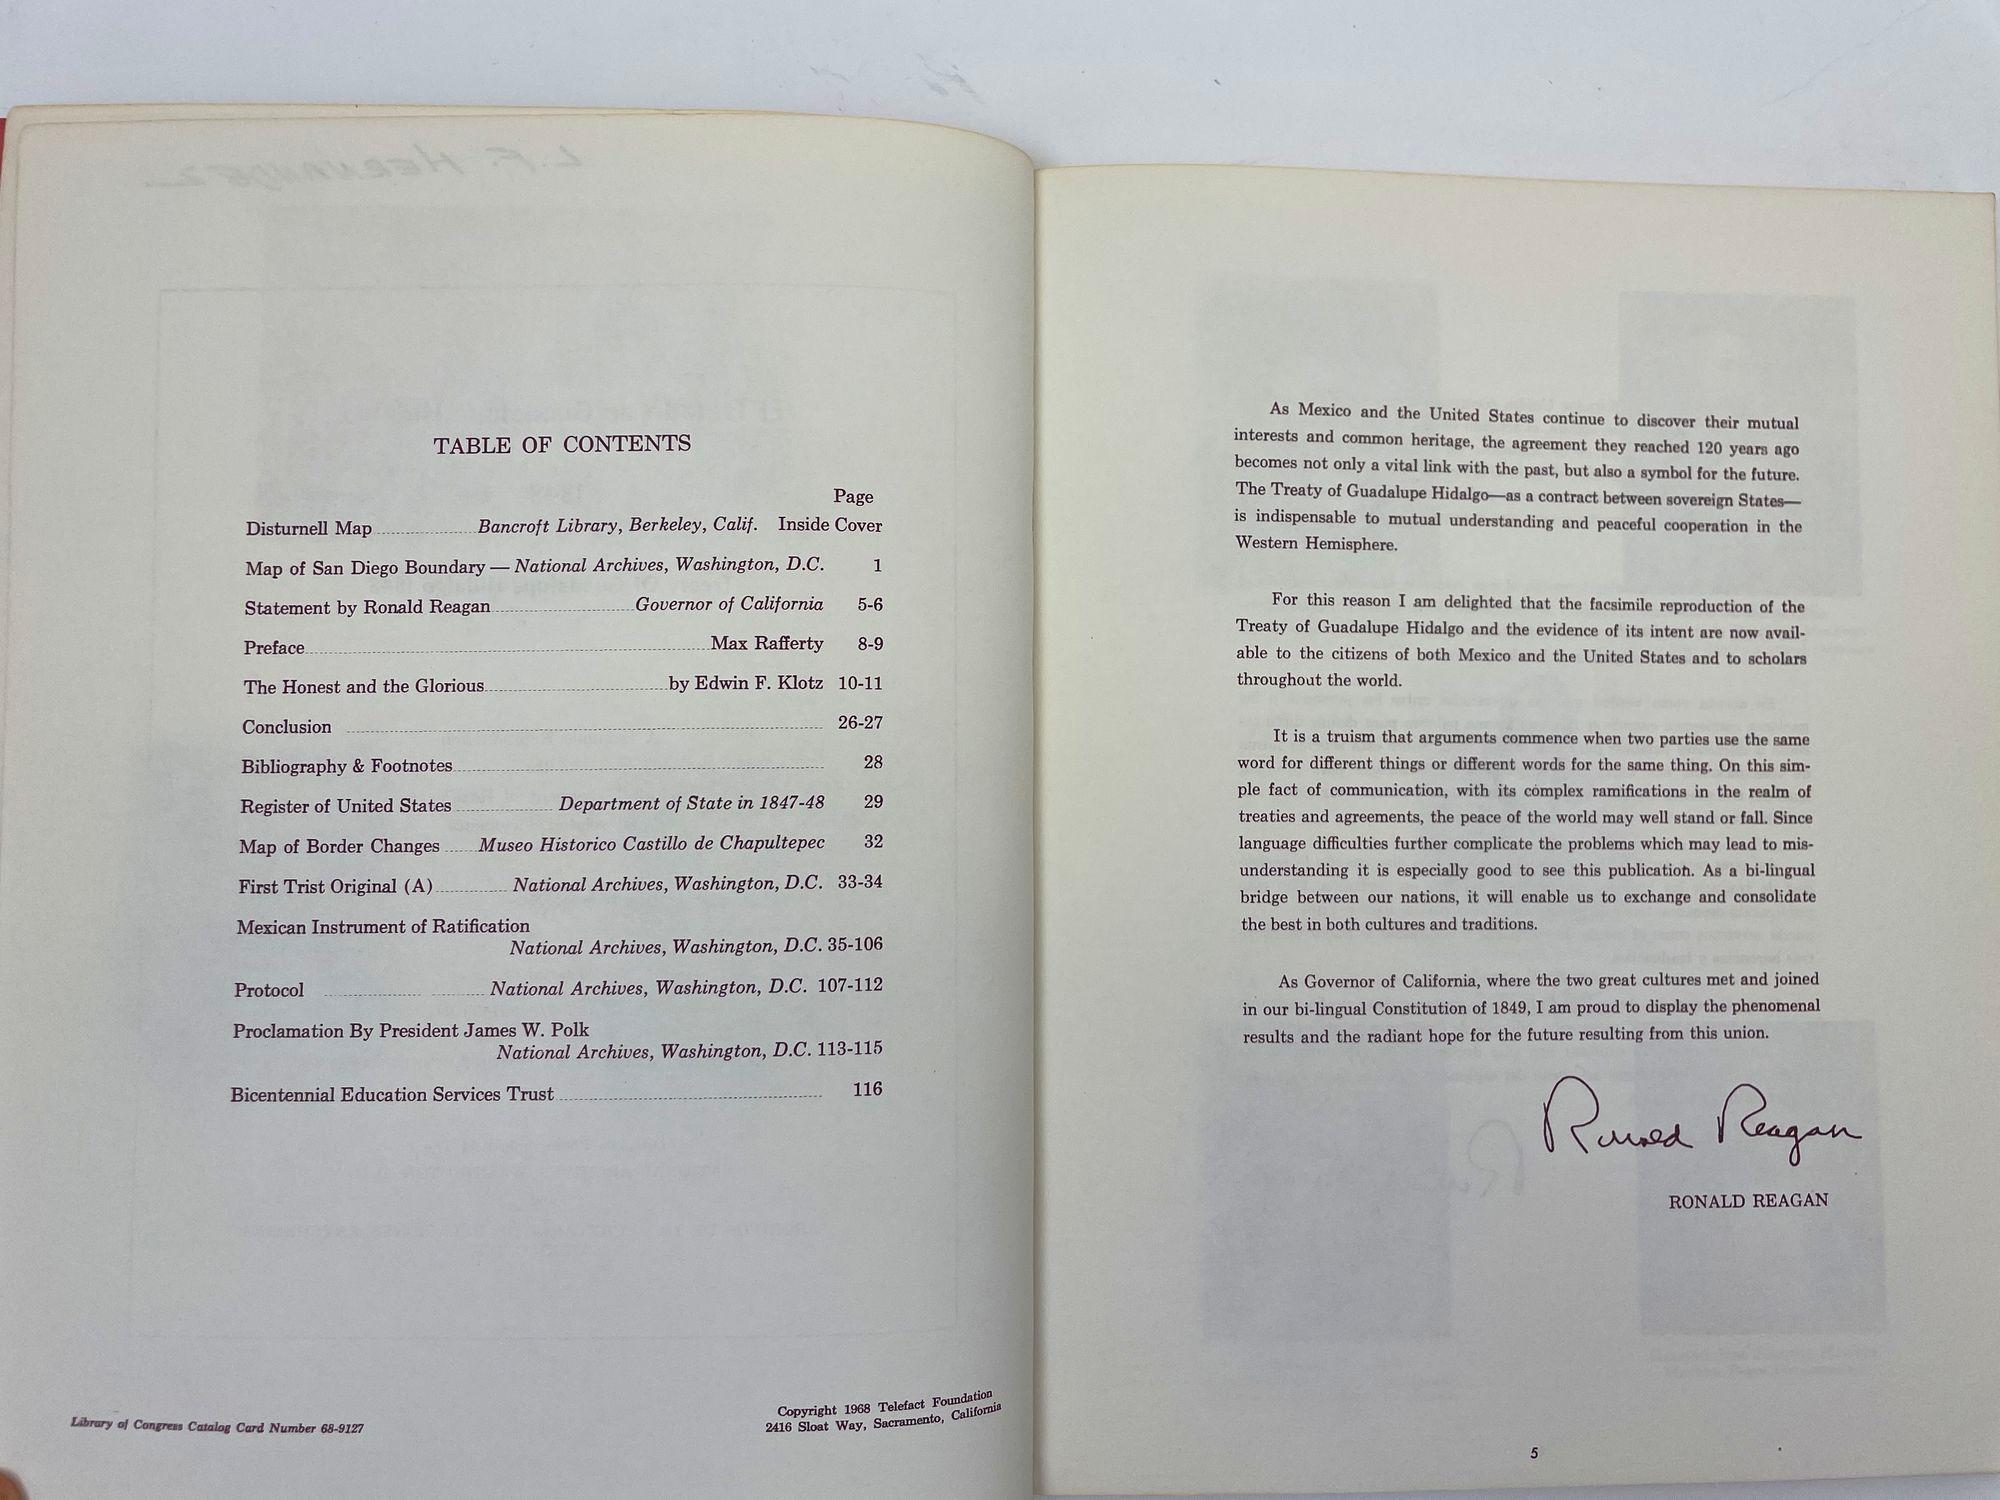 L. F. HERNANDEZ
TABLE OF CONTENTS
Page
Disturnell Map Bancroft Library, Berkeley, Calif. Inside Cover
Map of San Diego Boundary — National Archives, Washington, D.C. 1
Statement by Ronald Reagan Governor of California 5-6
Preface Max Rafferty 8-9
The Honest and the Glorious by Edwin F. Klotz 10-11
Conclusion 26-27
Bibliography & Footnotes 28
Register of United States Department of State in 1847-48 29
Map of Border Changes Museo Historico Castillo de Chapultepec 32
First Trist Original (A) National Archives, Washington, D.C. 33-34
Mexican Instrument of Ratification
National Archives, Washington, D.C. 35-106
Protocol National Archives, Washington, D.C. 107-112
Proclamation By President James W. Polk
National Archives, Washington, D.C. 113-115
Bicentennial Education Services Trust 116
Library of Congress Catalog Card Number 68-9127
Copyright 1968 Telefact Foundation
2416 Sloat Way, Sacramento, California
As Mexico and the United States continue to discover their mutual
interests and common heritage, the agreement they reached 120 years ago
becomes not only a vital link with the past, but also a symbol for the future.
The Treaty of Guadalupe Hidalgo—as a contract between sovereign States—
is indispensable to mutual understanding and peaceful cooperation in the
Western Hemisphere.
For this reason I am delighted that the facsimile reproduction of the
Treaty of Guadalupe Hidalgo and the evidence of its intent are now avail-
able to the citizens of both Mexico and the United States and to scholars
throughout the world.
It is a truism that arguments commence when two parties use the same
word for different things or different words for the same thing. On this sim-
ple fact of communication, with its complex ramifications in the realm of
treaties and agreements, the peace of the world may well stand or fall. Since
language difficulties further complicate the problems which may lead to mis-
understanding it is especially good to see this publication. As a bi-lingual
bridge between our nations, it will enable us to exchange and consolidate
the best in both cultures and traditions.
As Governor of California, where the two great cultures met and joined
in our bi-lingual Constitution of 1849, I am proud to display the phenomenal
results and the radiant hope for the future resulting from this union.
Ronald Reagan
RONALD REAGAN
5